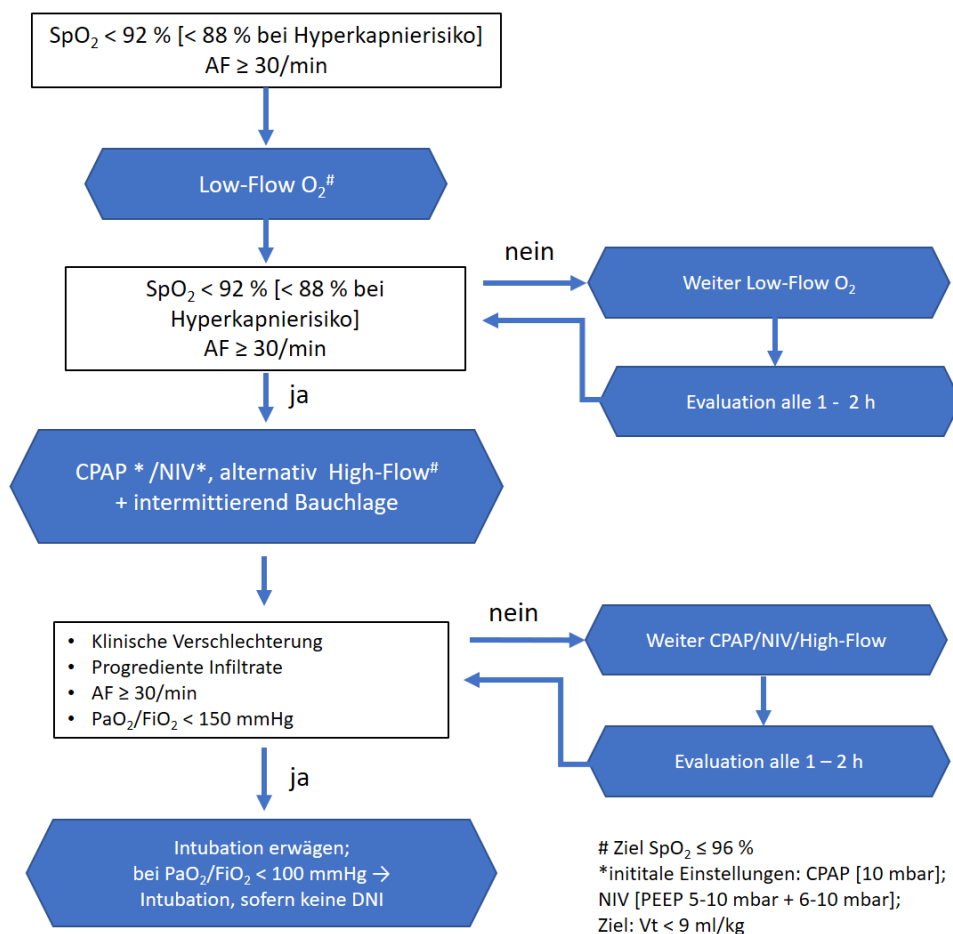 SpO₂ < 92 % [< 88 % bei Hyperkapnierisiko]
AF ≥ 30/min
Low-Flow O₂#
SpO₂ < 92 % [< 88 % bei
Hyperkapnierisiko]
AF ≥ 30/min
nein
Weiter Low-Flow O₂
Evaluation alle 1 - 2 h
ja
CPAP * /NIV*, alternativ High-Flow#
+ intermittierend Bauchlage
• Klinische Verschlechterung
• Progrediente Infiltrate
• AF ≥ 30/min
• PaO₂/FiO₂ < 150 mmHg
nein
Weiter CPAP/NIV/High-Flow
Evaluation alle 1 – 2 h
ja
Intubation erwägen;
bei PaO₂/FiO₂ < 100 mmHg →
Intubation, sofern keine DNI
# Ziel SpO₂ ≤ 96 %
*inititale Einstellungen: CPAP [10 mbar];
NIV [PEEP 5-10 mbar + 6-10 mbar];
Ziel: Vt < 9 ml/kg